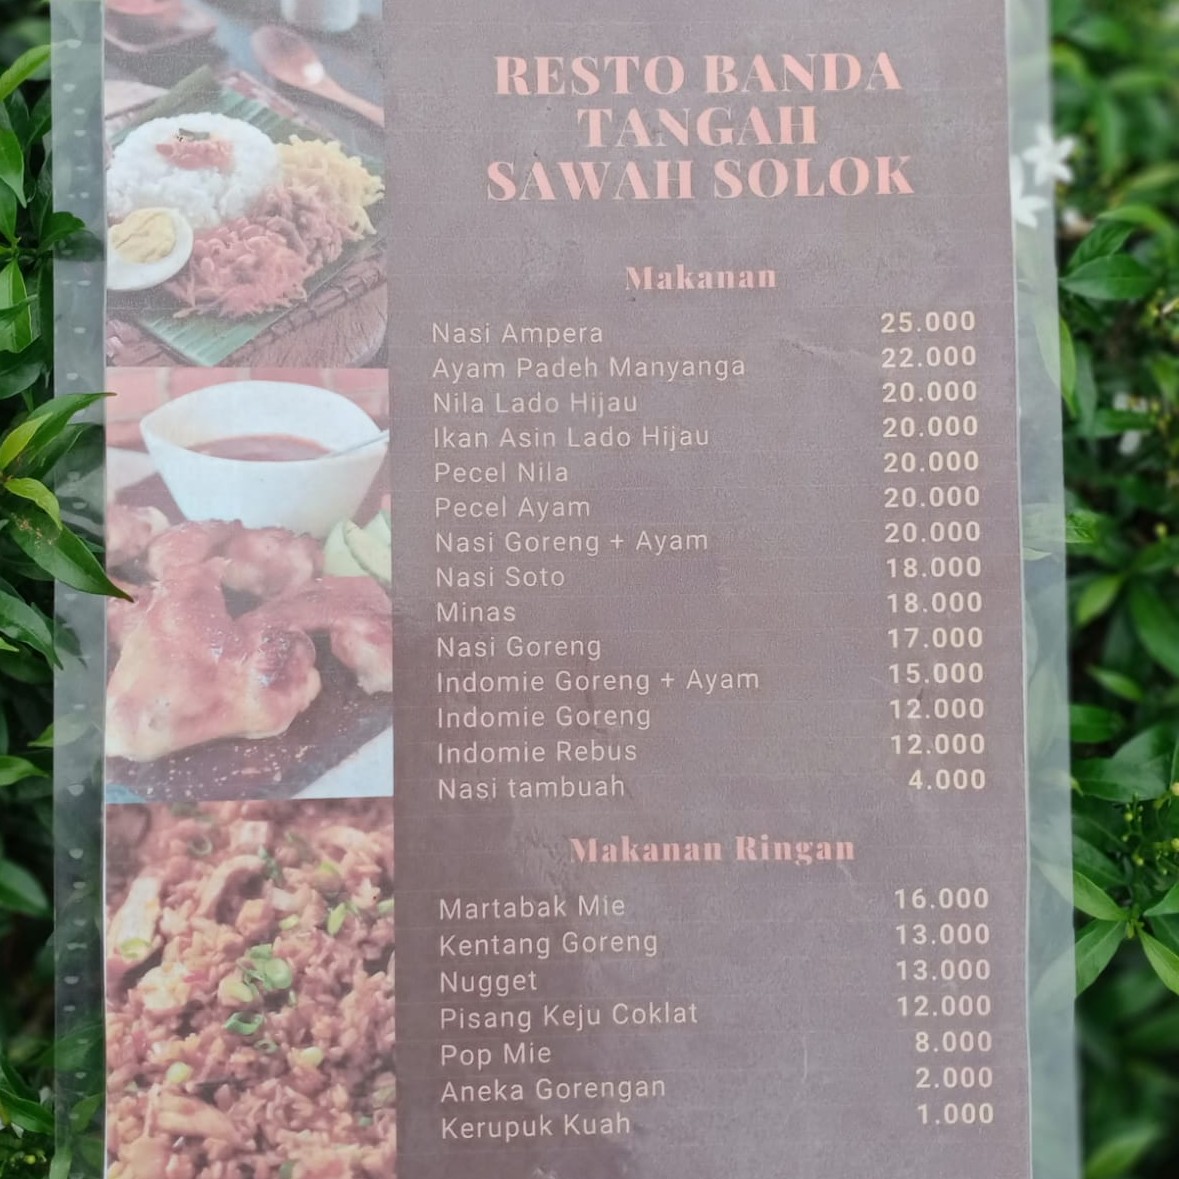 RESTO BANDA
TANGAH
SAWAH SOLOK
Makanan
Nasi Ampera 25.000
Ayam Padeh Manyanga 22.000
Nila Lado Hijau 20.000
Ikan Asin Lado Hijau 20.000
Pecel Nila 20.000
Pecel Ayam 20.000
Nasi Goreng + Ayam 20.000
Nasi Soto 18.000
Minas 18.000
Nasi Goreng 17.000
Indomie Goreng + Ayam 15.000
Indomie Goreng 12.000
Indomie Rebus 12.000
Nasi tambuah 4.000
Makanan Ringan
Martabak Mie 16.000
Kentang Goreng 13.000
Nugget 13.000
Pisang Keju Coklat 12.000
Pop Mie 8.000
Aneka Gorengan 2.000
Kerupuk Kuah 1.000